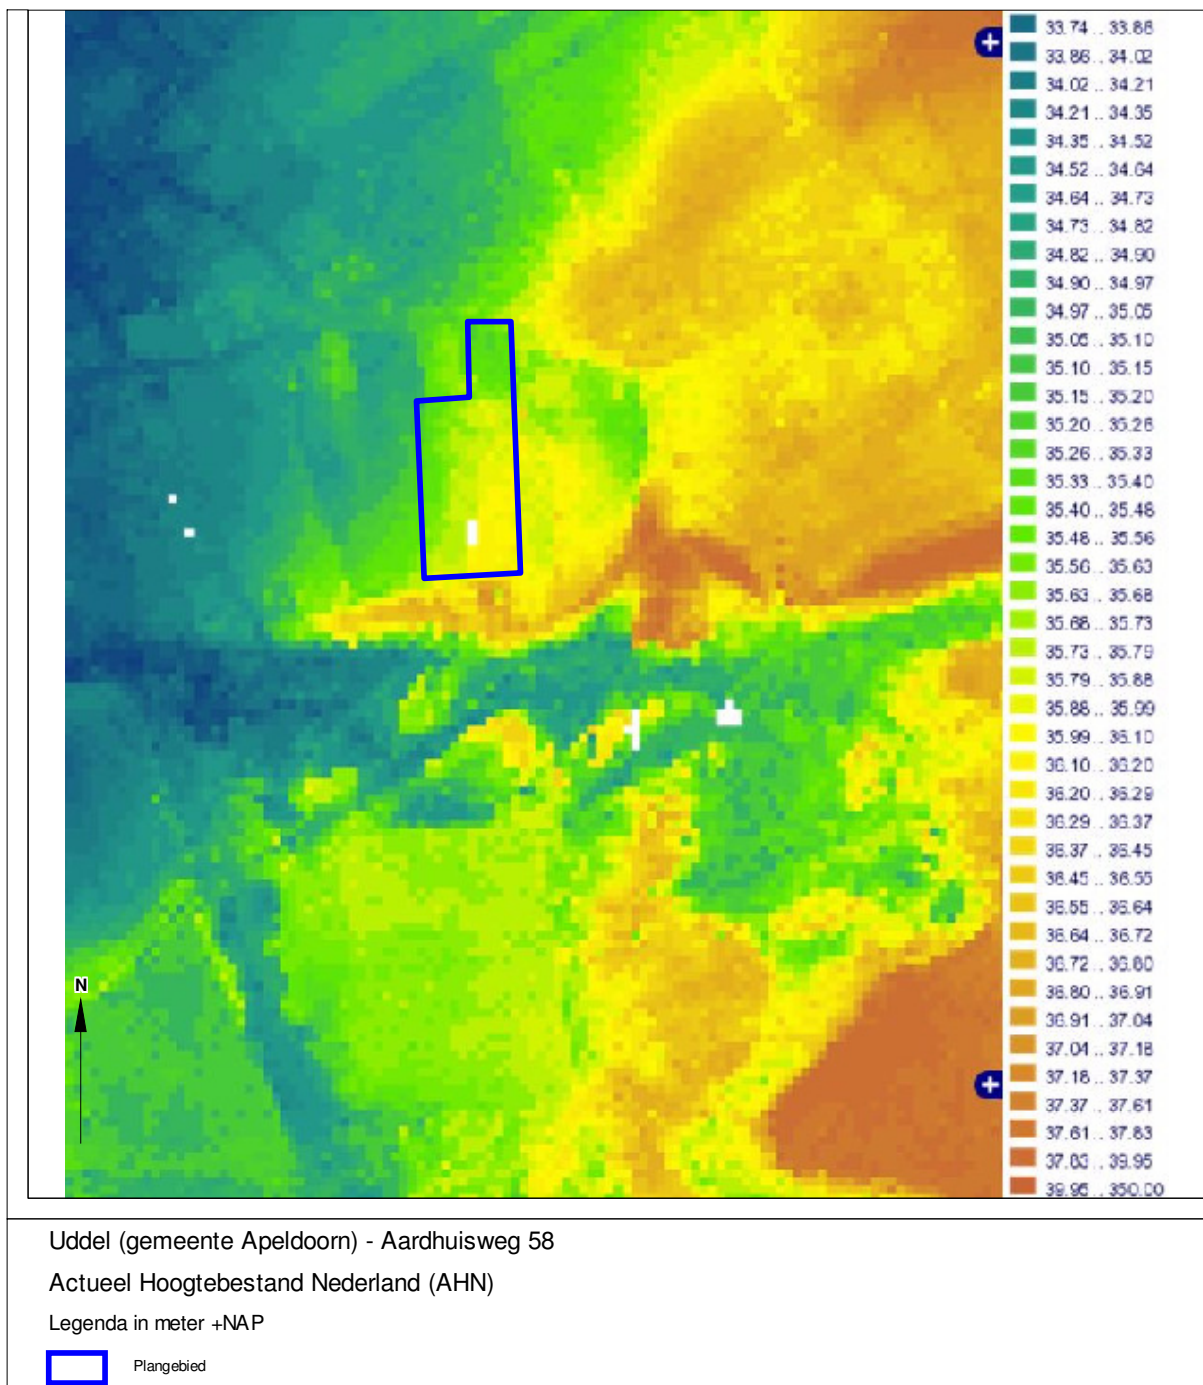 33.74 .. 33.86
33.86 .. 34.02
34.02 .. 34.21
34.21 .. 34.35
34.35 .. 34.52
34.52 .. 34.64
34.64 .. 34.73
34.73 .. 34.82
34.82 .. 34.90
34.90 .. 34.97
34.97 .. 35.05
35.05 .. 35.10
35.10 .. 35.15
35.15 .. 35.20
35.20 .. 35.26
35.26 .. 35.33
35.33 .. 35.40
35.40 .. 35.48
35.48 .. 35.56
35.56 .. 35.63
35.63 .. 35.68
35.68 .. 35.73
35.73 .. 35.79
35.79 .. 35.88
35.88 .. 35.99
35.99 .. 36.10
36.10 .. 36.20
36.20 .. 36.29
36.29 .. 36.37
36.37 .. 36.45
36.45 .. 36.55
36.55 .. 36.64
36.64 .. 36.72
36.72 .. 36.80
36.80 .. 36.91
36.91 .. 37.04
37.04 .. 37.18
37.18 .. 37.37
37.37 .. 37.61
37.61 .. 37.83
37.83 .. 39.95
39.95 .. 350.00
N
Uddel (gemeente Apeldoorn) - Aardhuisweg 58
Actueel Hoogtebestand Nederland (AHN)
Legenda in meter +NAP
Plangebied